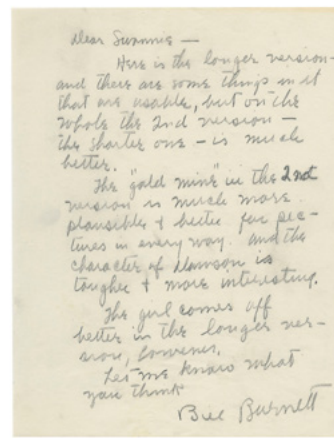 Dear Swannie —
Here is the longer version —
and there are some things in it
that are usable, but on the
whole the 2nd version —
the shorter one — is much
better.
The "gold mine" in the 2nd
version is much more
plausible + better for pic-
tures in every way. and the
character of Dawson is
tougher + more interesting.
The girl comes off
better in the longer ver-
sion, however.
Let me know what
you think
Bill Burnett